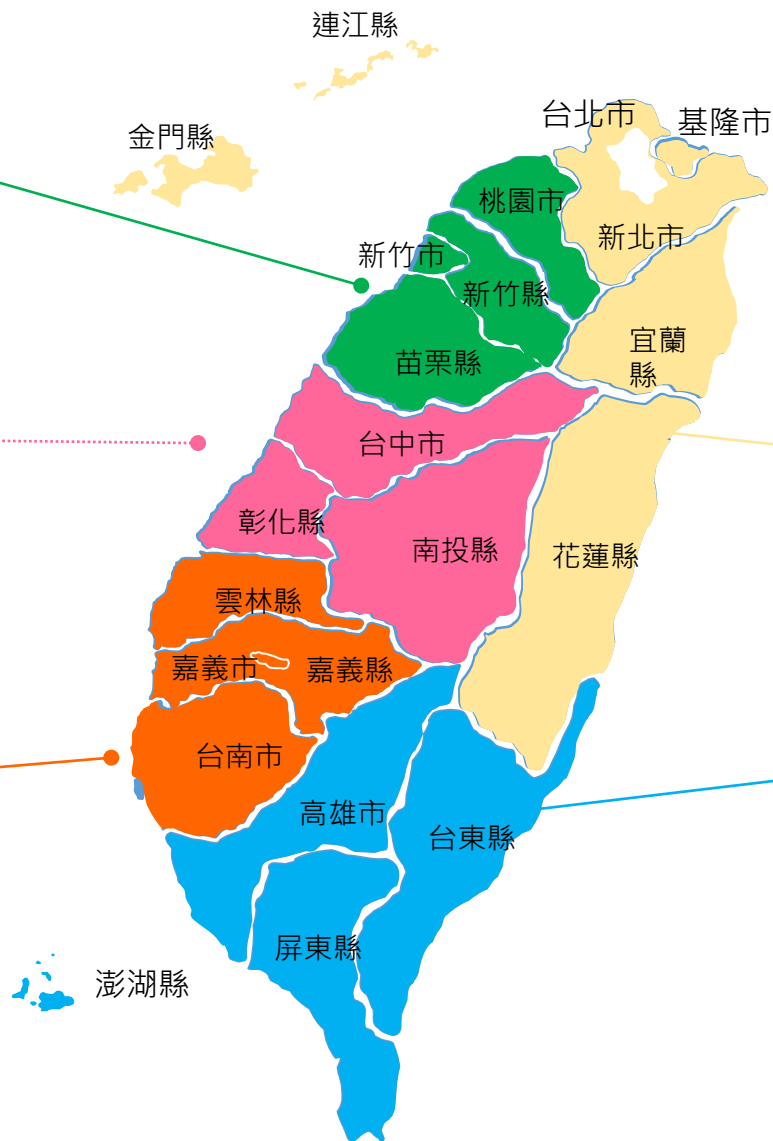 連江縣
金門縣
台北市
基隆市
桃園市
新北市
新竹市
新竹縣
宜蘭
縣
苗栗縣
台中市
彰化縣
南投縣
花蓮縣
雲林縣
嘉義市
嘉義縣
台南市
高雄市
台東縣
屏東縣
澎湖縣